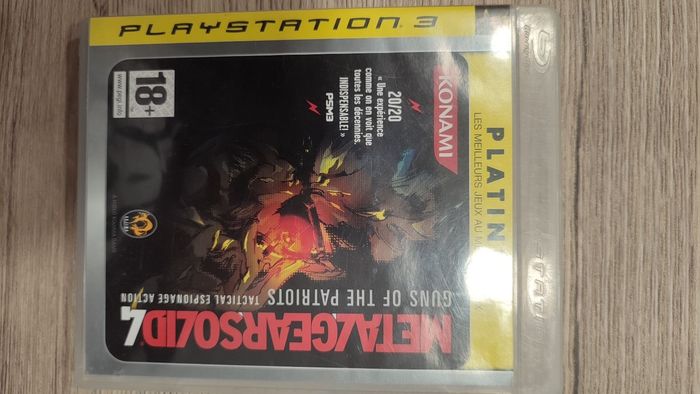 PLAYSTATION 3
PLATIN
LES MEILLEURS JEUX AU M
KONAMI
20/20
« Une expérience
comme on en voit que
toutes les décennies.
INDISPENSABLE! »
PSM3
18+
www.pegi.info
METAL GEAR SOLID 4
GUNS OF THE PATRIOTS TACTICAL ESPIONAGE ACTION